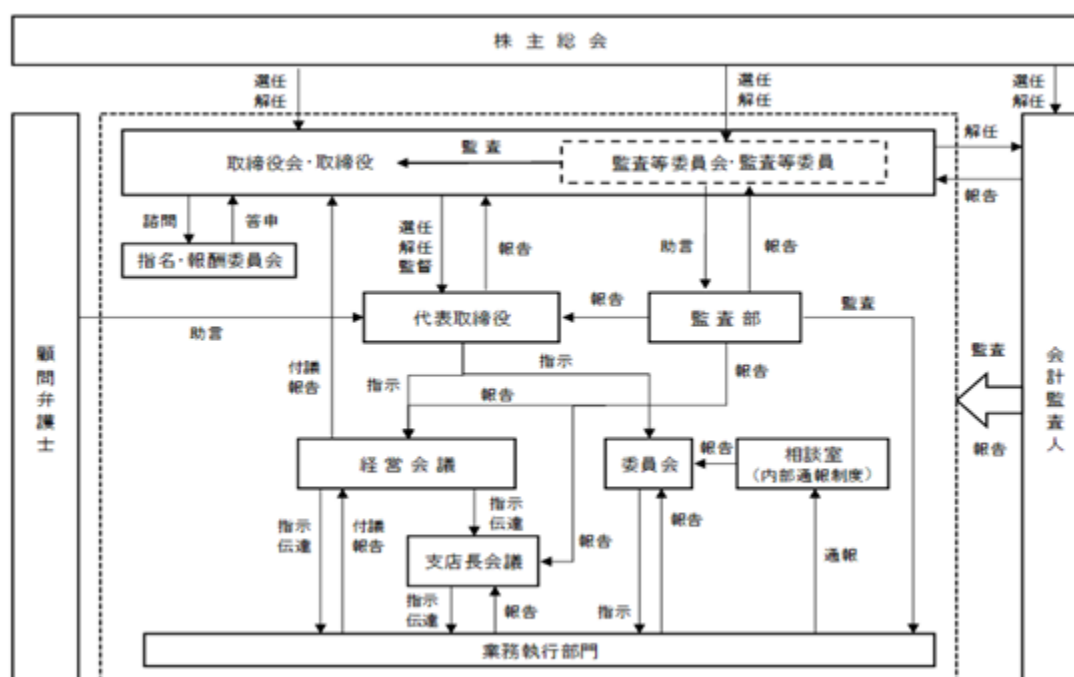 株主総会
選任
解任
選任
解任
選任
解任
取締役会・取締役
監査
監査等委員会・監査等委員
解任
報告
諮問
答申
選任
解任
監督
報告
助言
報告
指名・報酬委員会
代表取締役
報告
監査部
監査
助言
顧問弁護士
会計監査人
監査
報告
付議
報告
指示
指示
報告
報告
経営会議
委員会
報告
相談室
(内部通報制度)
指示
伝達
付議
報告
指示
伝達
報告
報告
通報
支店長会議
指示
伝達
報告
指示
業務執行部門